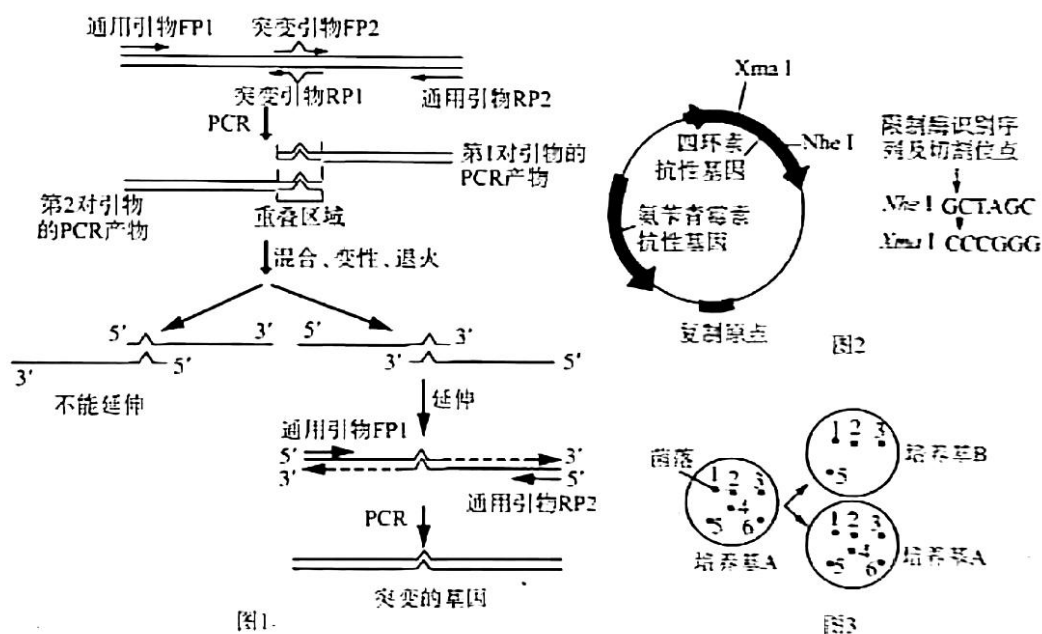 通用引物FP1 突变引物FP2
突变引物RP1 通用引物RP2
PCR
第1对引物的
PCR产物
第2对引物
的PCR产物
重叠区域
混合、变性、退火
5′ 3′ 5′ 3′
3′ 5′ 3′ 5′
不能延伸
延伸
通用引物FP1
5′ 3′
3′ 5′
通用引物RP2
PCR
突变的基因
图1
Xma I
四环素
抗性基因
Nhe I
氨苄青霉素
抗性基因
复制原点
限制酶识别序
列及切割位点
Nhe I GCTAGC
Xma I CCCGGG
图2
菌落
1 2 3
4
5 6
培养基A
1 2 3
5
培养基B
1 2 3
4
5 6
培养基A
图3